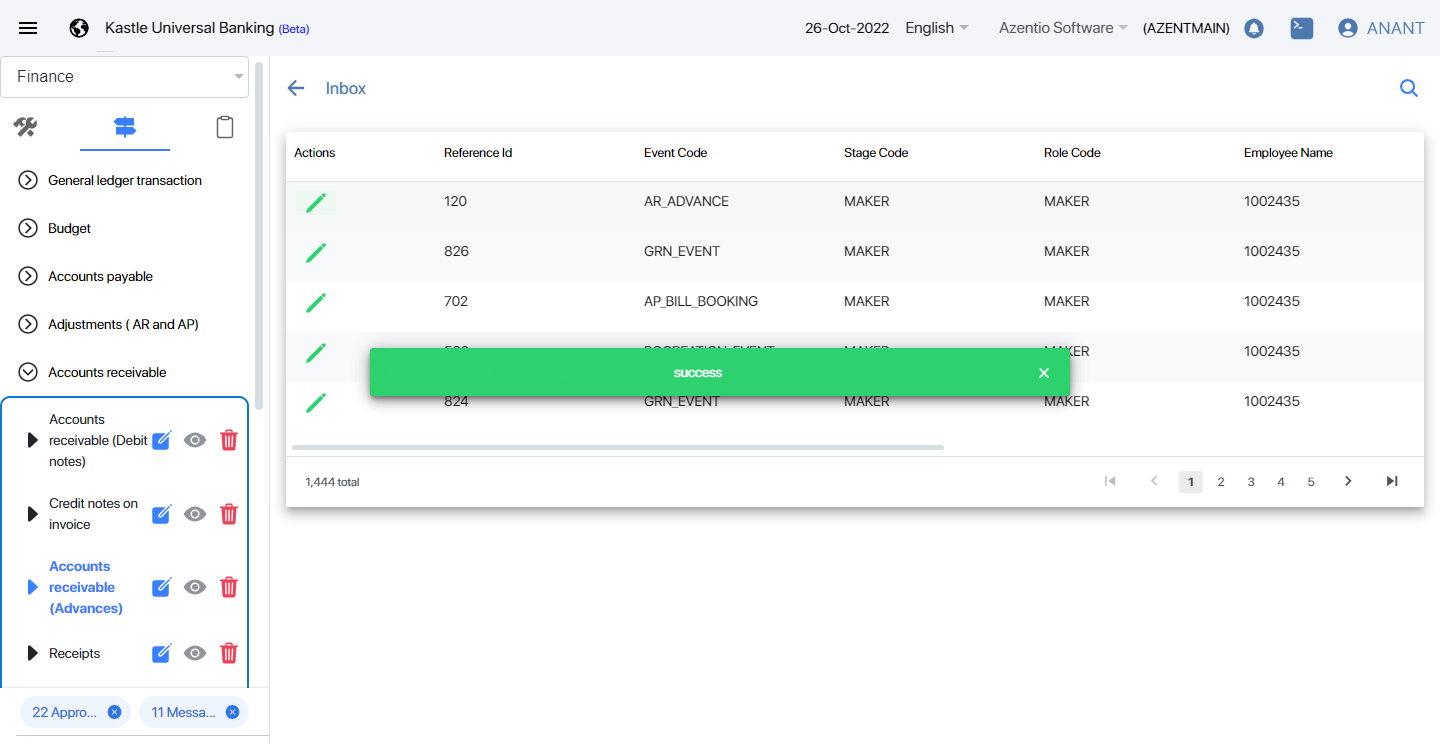 Kastle Universal Banking (Beta)
26-Oct-2022
English
Azentio Software
(AZENTMAIN)
ANANT
Finance
General ledger transaction
Budget
Accounts payable
Adjustments ( AR and AP)
Accounts receivable
Accounts
receivable (Debit
notes)
Credit notes on
invoice
Accounts
receivable
(Advances)
Receipts
22 Appro...
11 Messa...
Inbox
Actions Reference Id Event Code Stage Code Role Code Employee Name
120 AR_ADVANCE MAKER MAKER 1002435
826 GRN_EVENT MAKER MAKER 1002435
702 AP_BILL_BOOKING MAKER MAKER 1002435
MAKER 1002435
success
824 GRN_EVENT MAKER MAKER 1002435
1,444 total
1 2 3 4 5